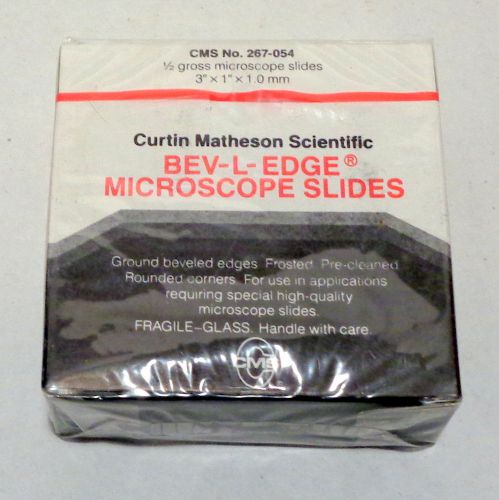 CMS No. 267-054
½ gross microscope slides
3" x 1" x 1.0 mm
Curtin Matheson Scientific
BEV-L-EDGE®
MICROSCOPE SLIDES
Ground beveled edges. Frosted. Pre-cleaned.
Rounded corners. For use in applications
requiring special high-quality
microscope slides.
FRAGILE–GLASS. Handle with care.
CMS